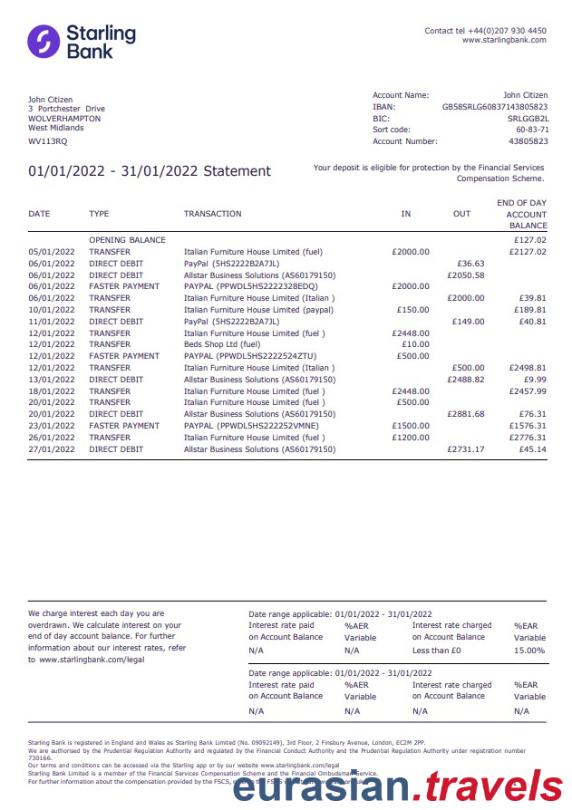 Starling
Bank
Contact tel +44(0)207 930 4450
www.starlingbank.com
John Citizen
3 Portchester Drive
WOLVERHAMPTON
West Midlands
WV113RQ
Account Name: John Citizen
IBAN: GB58SRLG60837143805823
BIC: SRLGGB2L
Sort code: 60-83-71
Account Number: 43805823
01/01/2022 - 31/01/2022 Statement
Your deposit is eligible for protection by the Financial Services
Compensation Scheme.
DATE TYPE TRANSACTION IN OUT END OF DAY ACCOUNT BALANCE
OPENING BALANCE £127.02
05/01/2022 TRANSFER Italian Furniture House Limited (fuel) £2000.00 £2127.02
06/01/2022 DIRECT DEBIT PayPal (5HS2222B2A7JL) £36.63
06/01/2022 DIRECT DEBIT Allstar Business Solutions (AS60179150) £2050.58
06/01/2022 FASTER PAYMENT PAYPAL (PPWDL5HS2222328EDQ) £2000.00
06/01/2022 TRANSFER Italian Furniture House Limited (Italian ) £2000.00 £39.81
10/01/2022 TRANSFER Italian Furniture House Limited (paypal) £150.00 £189.81
11/01/2022 DIRECT DEBIT PayPal (5HS2222B2A7JL) £149.00 £40.81
12/01/2022 TRANSFER Italian Furniture House Limited (fuel ) £2448.00
12/01/2022 TRANSFER Beds Shop Ltd (fuel) £10.00
12/01/2022 FASTER PAYMENT PAYPAL (PPWDL5HS2222524ZTU) £500.00
12/01/2022 TRANSFER Italian Furniture House Limited (Italian ) £500.00 £2498.81
13/01/2022 DIRECT DEBIT Allstar Business Solutions (AS60179150) £2488.82 £9.99
18/01/2022 TRANSFER Italian Furniture House Limited (fuel ) £2448.00 £2457.99
20/01/2022 TRANSFER Italian Furniture House Limited (fuel ) £500.00
20/01/2022 DIRECT DEBIT Allstar Business Solutions (AS60179150) £2881.68 £76.31
23/01/2022 FASTER PAYMENT PAYPAL (PPWDL5HS222252VMNE) £1500.00 £1576.31
26/01/2022 TRANSFER Italian Furniture House Limited (fuel ) £1200.00 £2776.31
27/01/2022 DIRECT DEBIT Allstar Business Solutions (AS60179150) £2731.17 £45.14
We charge interest each day you are
overdrawn. We calculate interest on your
end of day account balance. For further
information about our interest rates, refer
to www.starlingbank.com/legal
Date range applicable: 01/01/2022 - 31/01/2022
Interest rate paid %AER Interest rate charged %EAR
on Account Balance Variable on Account Balance Variable
N/A N/A Less than £0 15.00%
Date range applicable: 01/01/2022 - 31/01/2022
Interest rate paid %AER Interest rate charged %EAR
on Account Balance Variable on Account Balance Variable
N/A N/A N/A N/A
Starling Bank is registered in England and Wales as Starling Bank Limited (No. 09092149), 3rd Floor, 2 Finsbury Avenue, London, EC2M 2PP.
We are authorised by the Prudential Regulation Authority and regulated by the Financial Conduct Authority and the Prudential Regulation Authority under registration number
730166.
Our terms and conditions can be accessed via the Starling app or by our website www.starlingbank.com/legal
Starling Bank is a member of the Financial Services Compensation Scheme and the Financial Ombudsman Service.
For further information about the compensation provided by the FSCS,
eurasian.travels